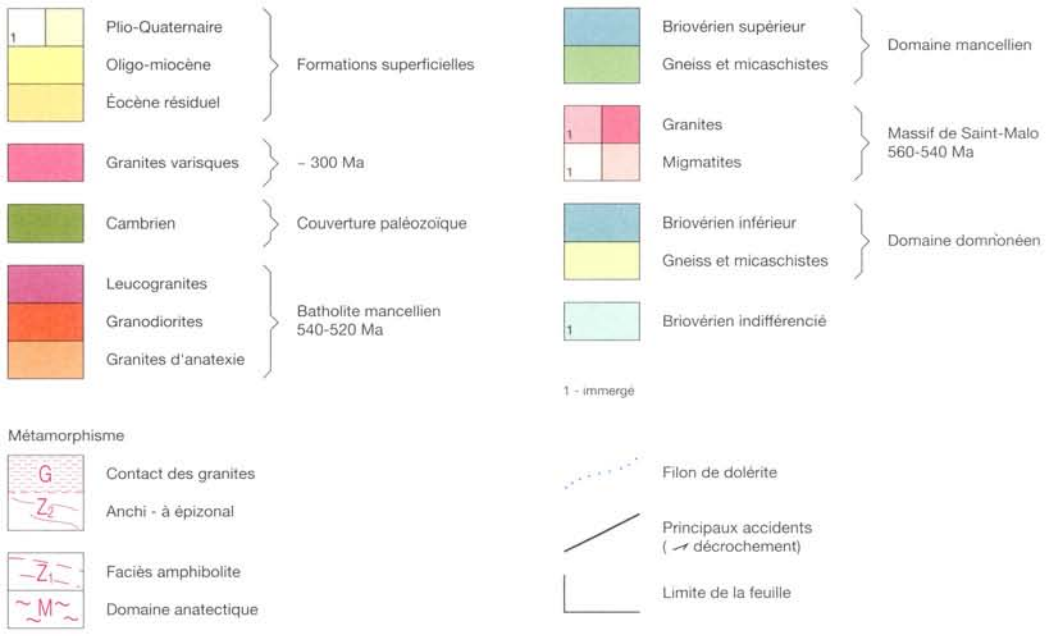 1
Plio-Quaternaire
Oligo-miocène
Éocène résiduel
Formations superficielles
Granites varisques
~ 300 Ma
Cambrien
Couverture paléozoïque
Leucogranites
Granodiorites
Granites d'anatexie
Batholite mancellien
540-520 Ma
Briovérien supérieur
Gneiss et micaschistes
Domaine mancellien
1
Granites
1
Migmatites
Massif de Saint-Malo
560-540 Ma
Briovérien inférieur
Gneiss et micaschistes
Domaine domnonéen
1
Briovérien indifférencié
1 - immergé
Métamorphisme
G
Contact des granites
Z2
Anchi - à épizonal
Z1
Faciès amphibolite
M
Domaine anatectique
Filon de dolérite
Principaux accidents
( décrochement)
Limite de la feuille